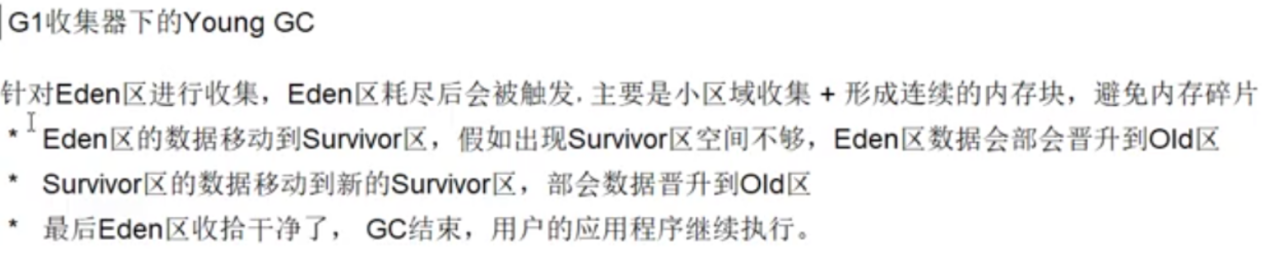 G1收集器下的Young GC
针对Eden区进行收集，Eden区耗尽后会被触发. 主要是小区域收集 + 形成连续的内存块，避免内存碎片
* Eden区的数据移动到Survivor区，假如出现Survivor区空间不够，Eden区数据会部会晋升到Old区
* Survivor区的数据移动到新的Survivor区，部会数据晋升到Old区
* 最后Eden区收拾干净了， GC结束，用户的应用程序继续执行。